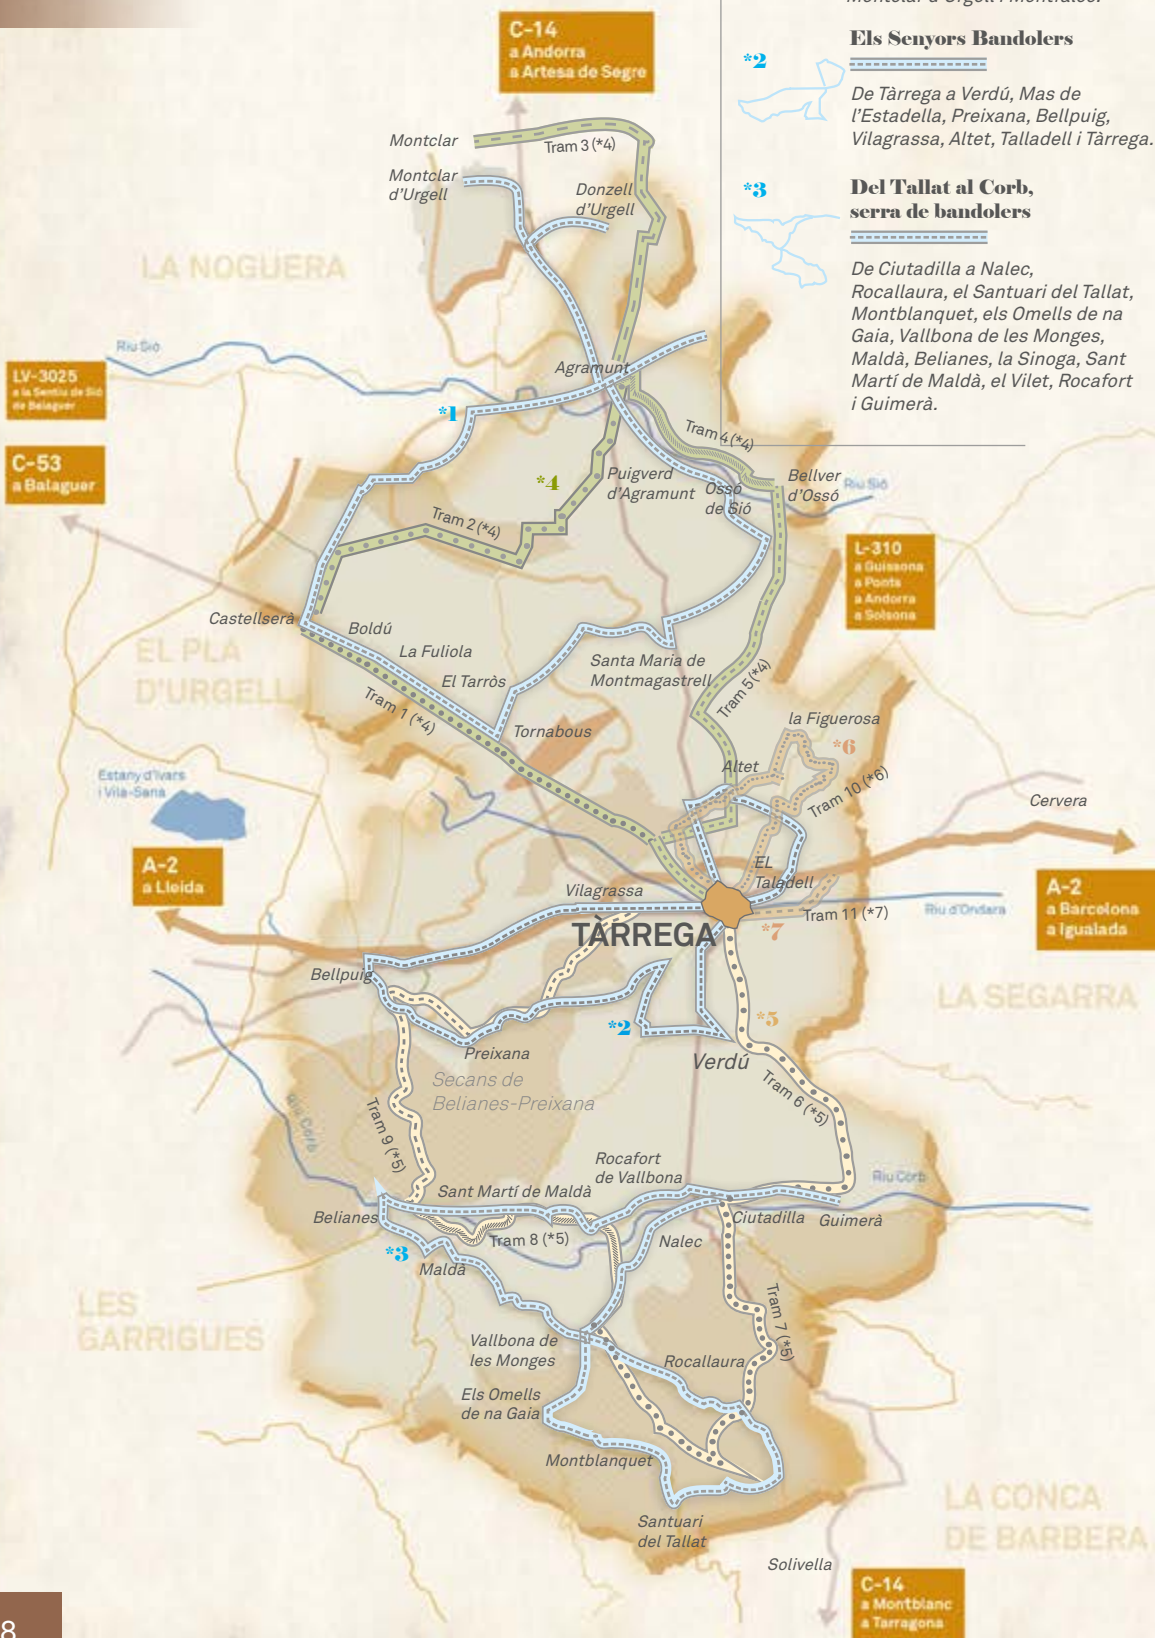 Montclar d'Urgell i Montfalcó.
Els Senyors Bandolers
*2
De Tàrrega a Verdú, Mas de
l'Estadella, Preixana, Bellpuig,
Vilagrassa, Altet, Talladell i Tàrrega.
*3
Del Tallat al Corb,
serra de bandolers
De Ciutadilla a Nalec,
Rocallaura, el Santuari del Tallat,
Montblanquet, els Omells de na
Gaia, Vallbona de les Monges,
Maldà, Belianes, la Sinoga, Sant
Martí de Maldà, el Vilet, Rocafort
i Guimerà.
C-14
a Andorra
a Artesa de Segre
Montclar
Tram 3 (*4)
Montclar
d'Urgell
Donzell
d'Urgell
LA NOGUERA
Riu Sió
LV-3025
a la Sentiu de Sió
de Balaguer
Agramunt
*1
Tram 4 (*4)
C-53
a Balaguer
*4
Puigverd
d'Agramunt
Ossó
de Sió
Bellver
d'Ossó
Riu Sió
Tram 2 (*4)
L-310
a Guissona
a Ponts
a Andorra
a Solsona
Castellserà
Boldú
La Fuliola
El Tarròs
EL PLA
D'URGELL
Santa Maria de
Montmagastrell
Tram 5 (*4)
Tram 1 (*4)
Tornabous
la Figuerosa
*6
Altet
Tram 10 (*6)
Estany d'Ivars
i Vila-Sana
Cervera
A-2
a Lleida
EL
Taladell
Vilagrassa
A-2
a Barcelona
a Igualada
Tram 11 (*7)
Riu d'Ondara
TÀRREGA
*7
Bellpuig
LA SEGARRA
*2
*5
Preixana
Verdú
Secans de
Belianes-Preixana
Tram 6 (*5)
Riu Corb
Tram 9 (*5)
Rocafort
de Vallbona
Riu Corb
Sant Martí de Maldà
Belianes
Ciutadilla
Guimerà
*3
Tram 8 (*5)
Nalec
Maldà
LES
GARRIGUES
Tram 7 (*5)
Vallbona de
les Monges
Rocallaura
Els Omells
de na Gaia
Montblanquet
Santuari
del Tallat
LA CONCA
DE BARBERA
Solivella
C-14
a Montblanc
a Tarragona
8